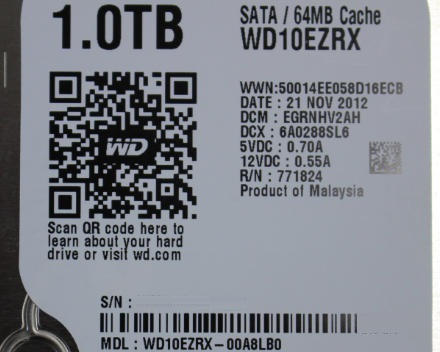 1.0TB
SATA / 64MB Cache
WD10EZRX
WWN:50014EE058D16ECB
DATE : 21 NOV 2012
DCM : EGRNHV2AH
DCX : 6A0288SL6
5VDC : 0.70A
12VDC : 0.55A
R/N : 771824
Product of Malaysia
WD
Scan QR code here to
learn about your hard
drive or visit wd.com
S/N :
MDL : WD10EZRX-00A8LB0